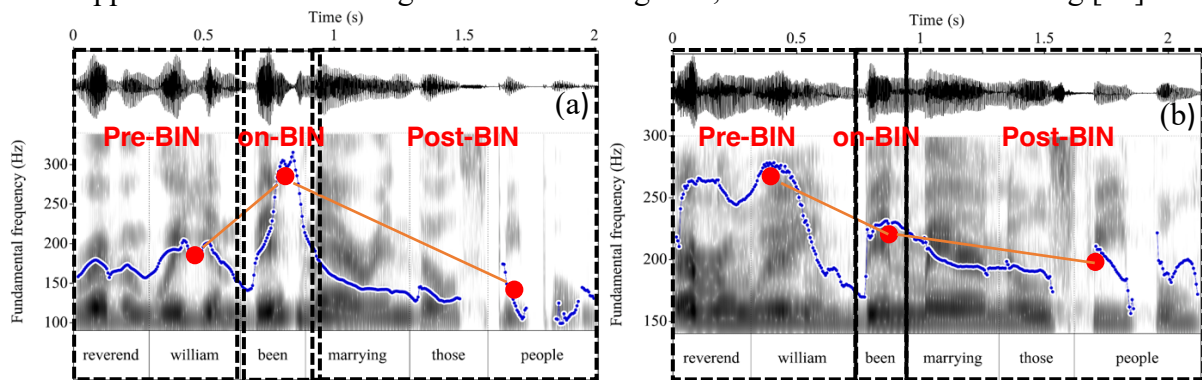 Time (s)
0 0.5 1 1.5 2
(a)
Pre-BIN on-BIN Post-BIN
Fundamental frequency (Hz)
300
250
200
150
100
reverend william been marrying those people
Time (s)
0 0.5 1 1.5 2
(b)
Pre-BIN on-BIN Post-BIN
Fundamental frequency (Hz)
300
250
200
150
reverend william been marrying those people